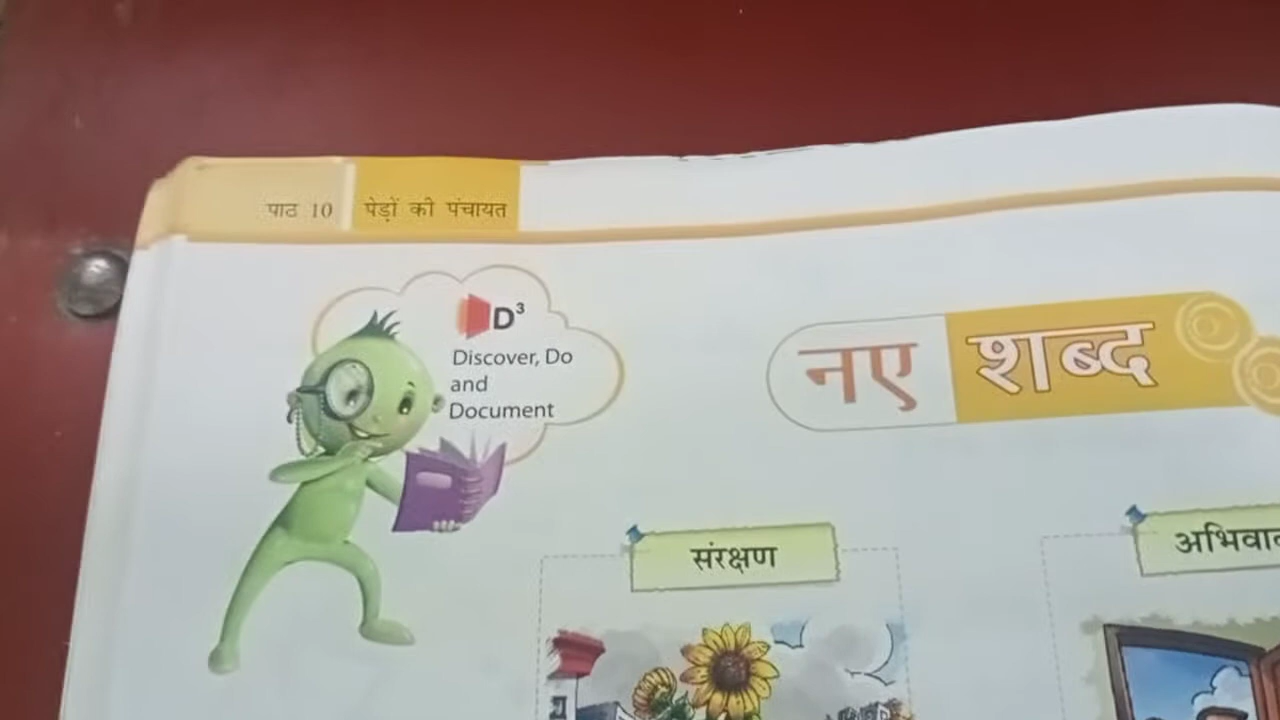 पाठ 10 पेड़ों की पंचायत
D³
Discover, Do
and
Document
नए शब्द
संरक्षण